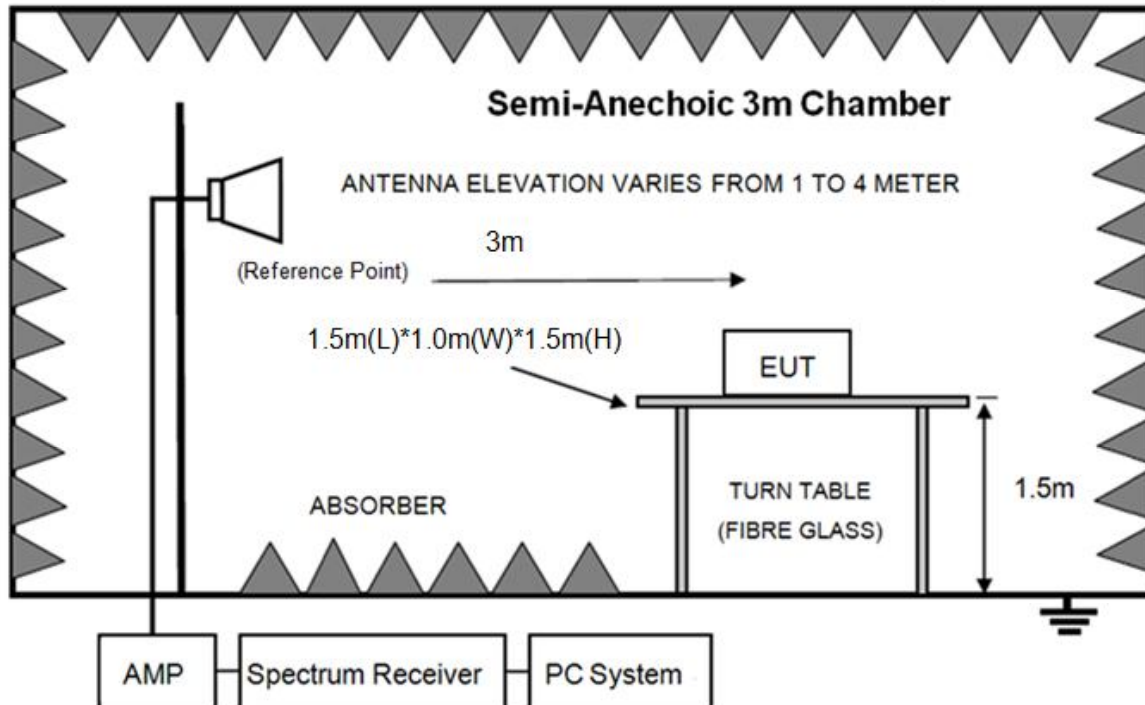 Semi-Anechoic 3m Chamber
ANTENNA ELEVATION VARIES FROM 1 TO 4 METER
3m
(Reference Point)
1.5m(L)*1.0m(W)*1.5m(H)
EUT
ABSORBER
TURN TABLE
(FIBRE GLASS)
1.5m
AMP
Spectrum Receiver
PC System